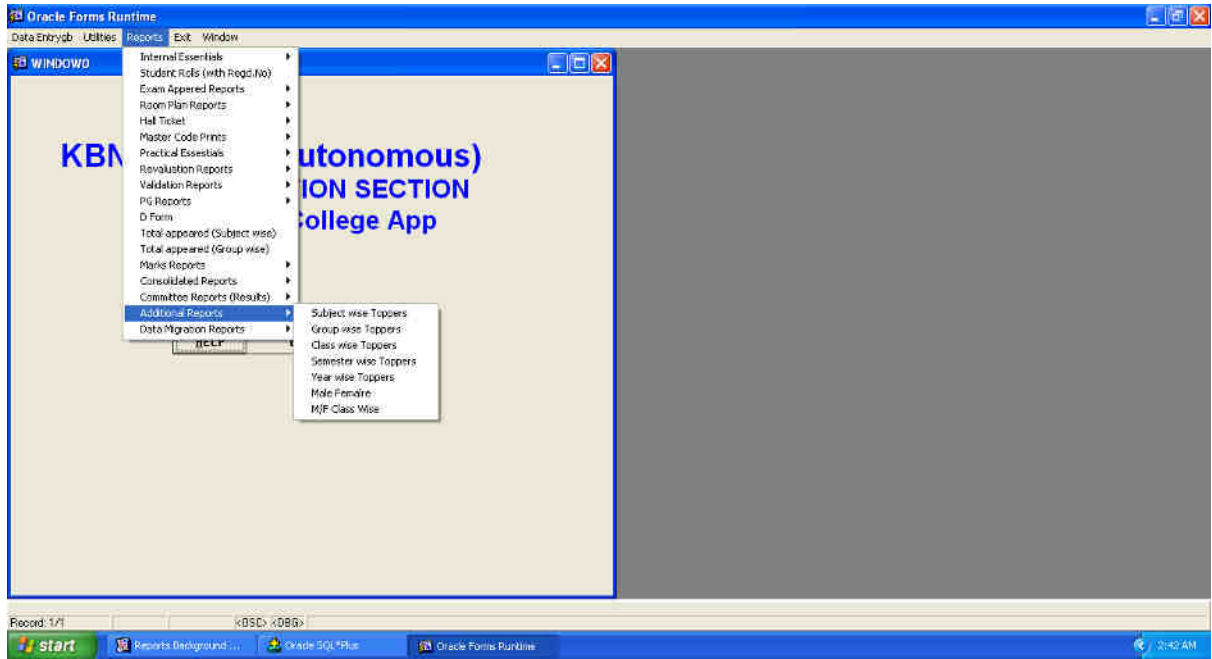 Oracle Forms Runtime
Data Entrygb Utilities Reports Exit Window
WINDOW0
Internal Essentials
Student Rolls (with Regd.No)
Exam Appered Reports
Room Plan Reports
Hall Ticket
Master Code Prints
Practical Essestials
Revaluation Reports
Validation Reports
PG Reports
D Form
Total appeared (Subject wise)
Total appeared (Group wise)
Marks Reports
Consolidated Reports
Committee Reports (Results)
Additional Reports
Data Migration Reports
KBN utonomous)
ION SECTION
ollege App
HELP
Subject wise Toppers
Group wise Toppers
Class wise Toppers
Semester wise Toppers
Year wise Toppers
Male Femalre
M/F Class Wise
Record: 1/1 <OSC> <DBG>
start Reports Background ... Oracle SQL*Plus Oracle Forms Runtime 2:42 AM